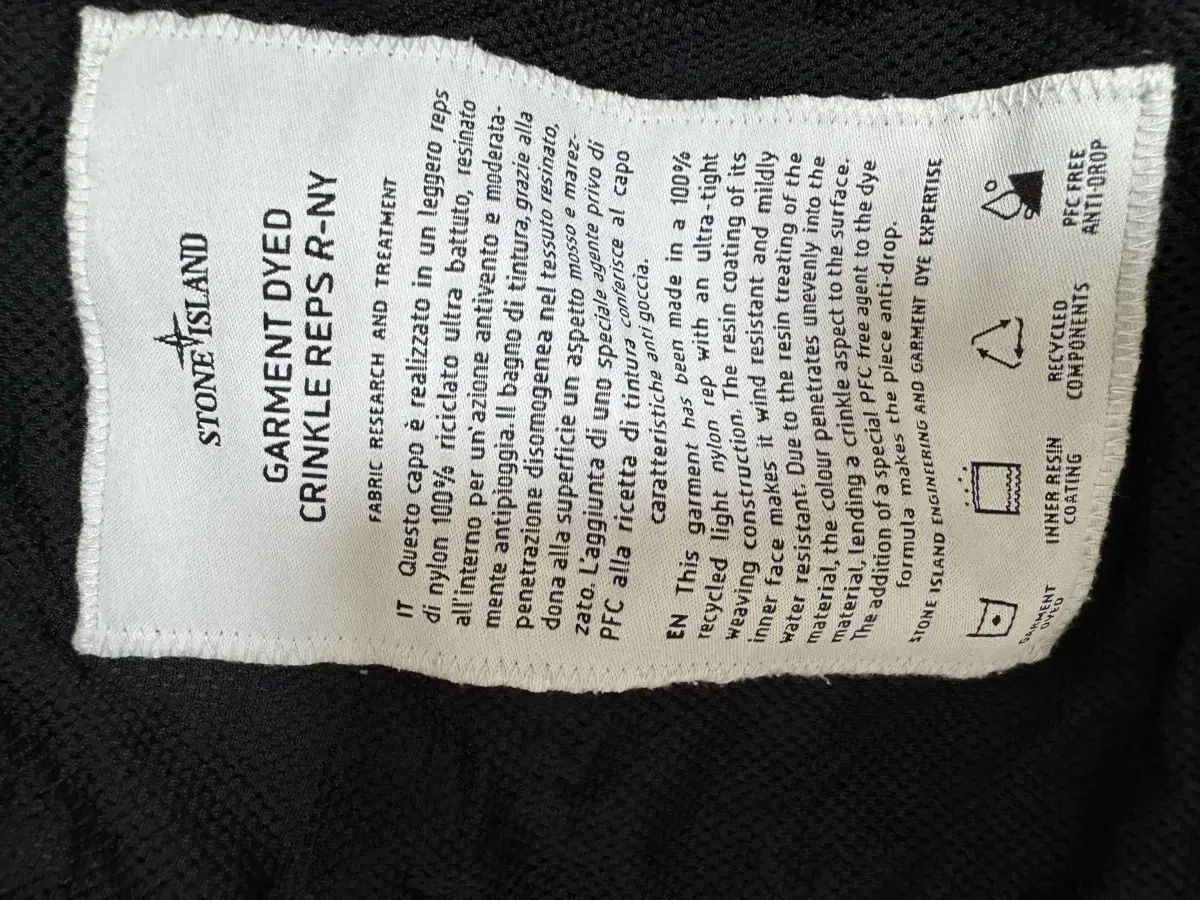 STONE ISLAND
GARMENT DYED
CRINKLE REPS R-NY
FABRIC RESEARCH AND TREATMENT
IT Questo capo è realizzato in un leggero reps
di nylon 100% riciclato ultra battuto, resinato
all'interno per un'azione antivento e moderata-
mente antipioggia. Il bagno di tintura, grazie alla
penetrazione disomogenea nel tessuto resinato,
dona alla superficie un aspetto mosso e marez-
zato. L'aggiunta di uno speciale agente privo di
PFC alla ricetta di tintura conferisce al capo
caratteristiche anti goccia.
EN This garment has been made in a 100%
recycled light nylon rep with an ultra-tight
weaving construction. The resin coating of its
inner face makes it wind resistant and mildly
water resistant. Due to the resin treating of the
material, the colour penetrates unevenly into the
material, lending a crinkle aspect to the surface.
The addition of a special PFC free agent to the dye
formula makes the piece anti-drop.
STONE ISLAND ENGINEERING AND GARMENT DYE EXPERTISE
GARMENT
DYED
INNER RESIN
COATING
RECYCLED
COMPONENTS
PFC FREE
ANTI-DROP